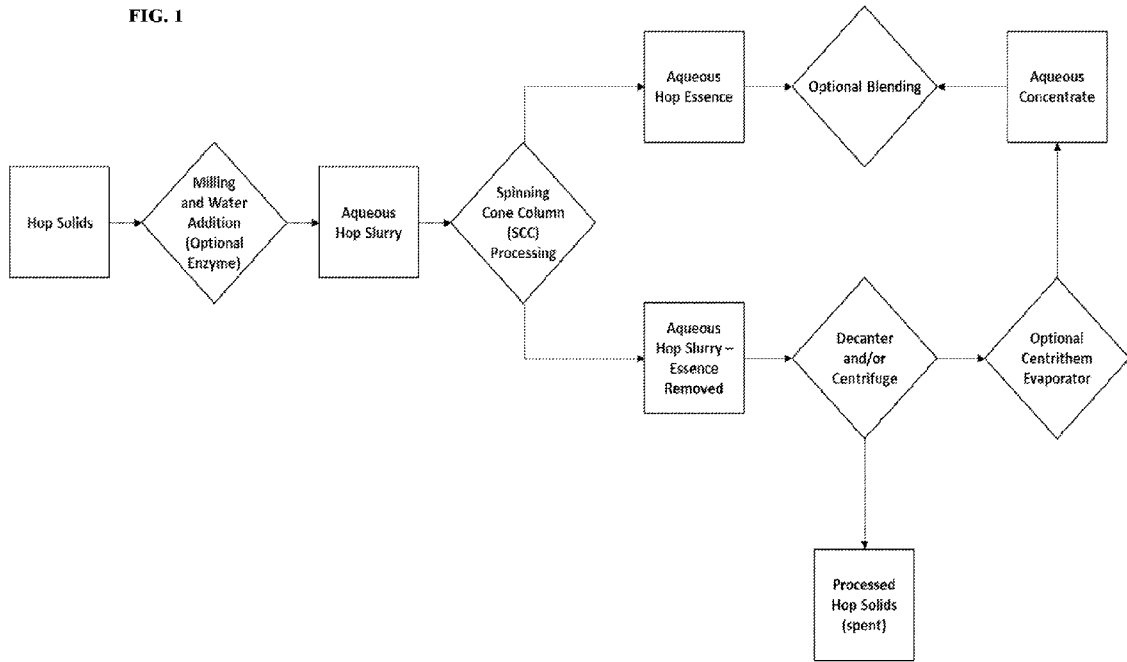 FIG. 1
Hop Solids
Milling
and Water
Addition
(Optional
Enzyme)
Aqueous
Hop Slurry
Spinning
Cone Column
(SCC)
Processing
Aqueous
Hop Essence
Optional Blending
Aqueous
Concentrate
Aqueous
Hop Slurry –
Essence
Removed
Decanter
and/or
Centrifuge
Optional
Centrithem
Evaporator
Processed
Hop Solids
(spent)